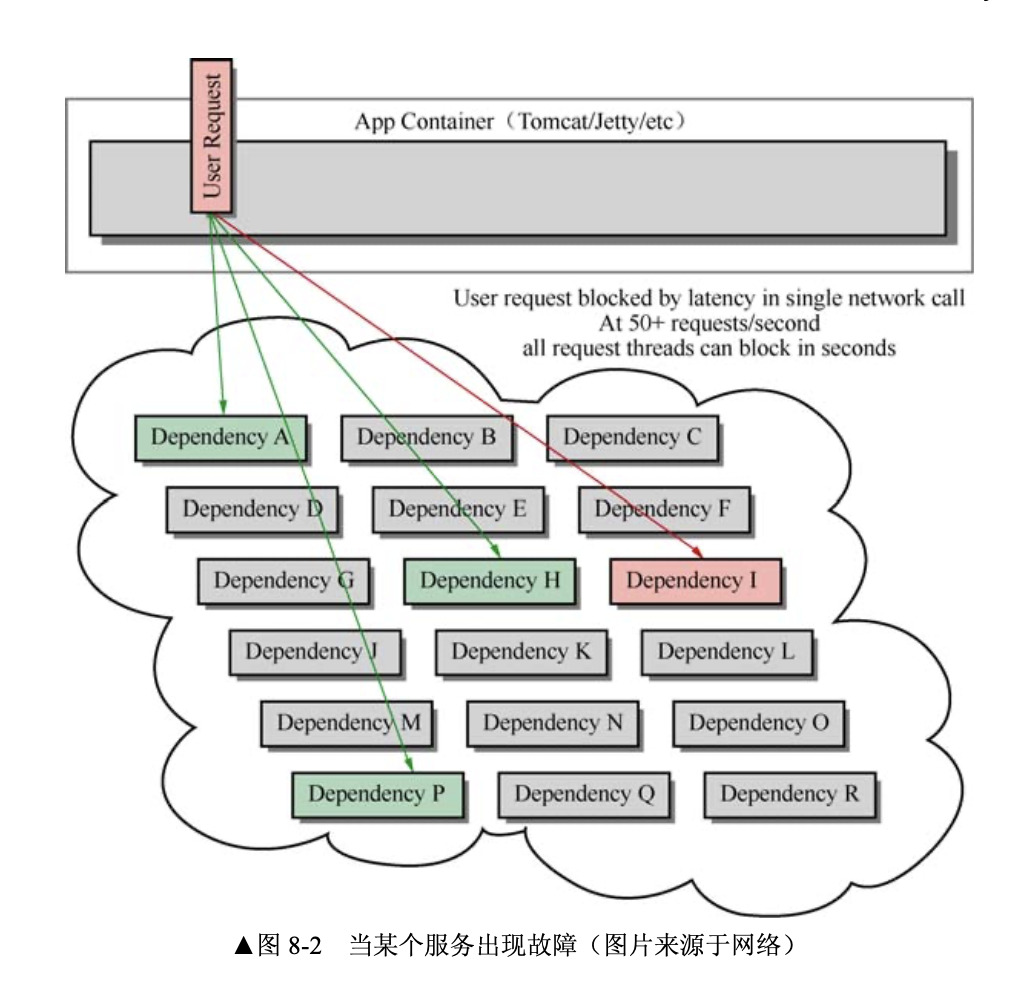 User Request
App Container（Tomcat/Jetty/etc）
User request blocked by latency in single network call
At 50+ requests/second
all request threads can block in seconds
Dependency A
Dependency B
Dependency C
Dependency D
Dependency E
Dependency F
Dependency G
Dependency H
Dependency I
Dependency J
Dependency K
Dependency L
Dependency M
Dependency N
Dependency O
Dependency P
Dependency Q
Dependency R
▲图 8-2　当某个服务出现故障（图片来源于网络）